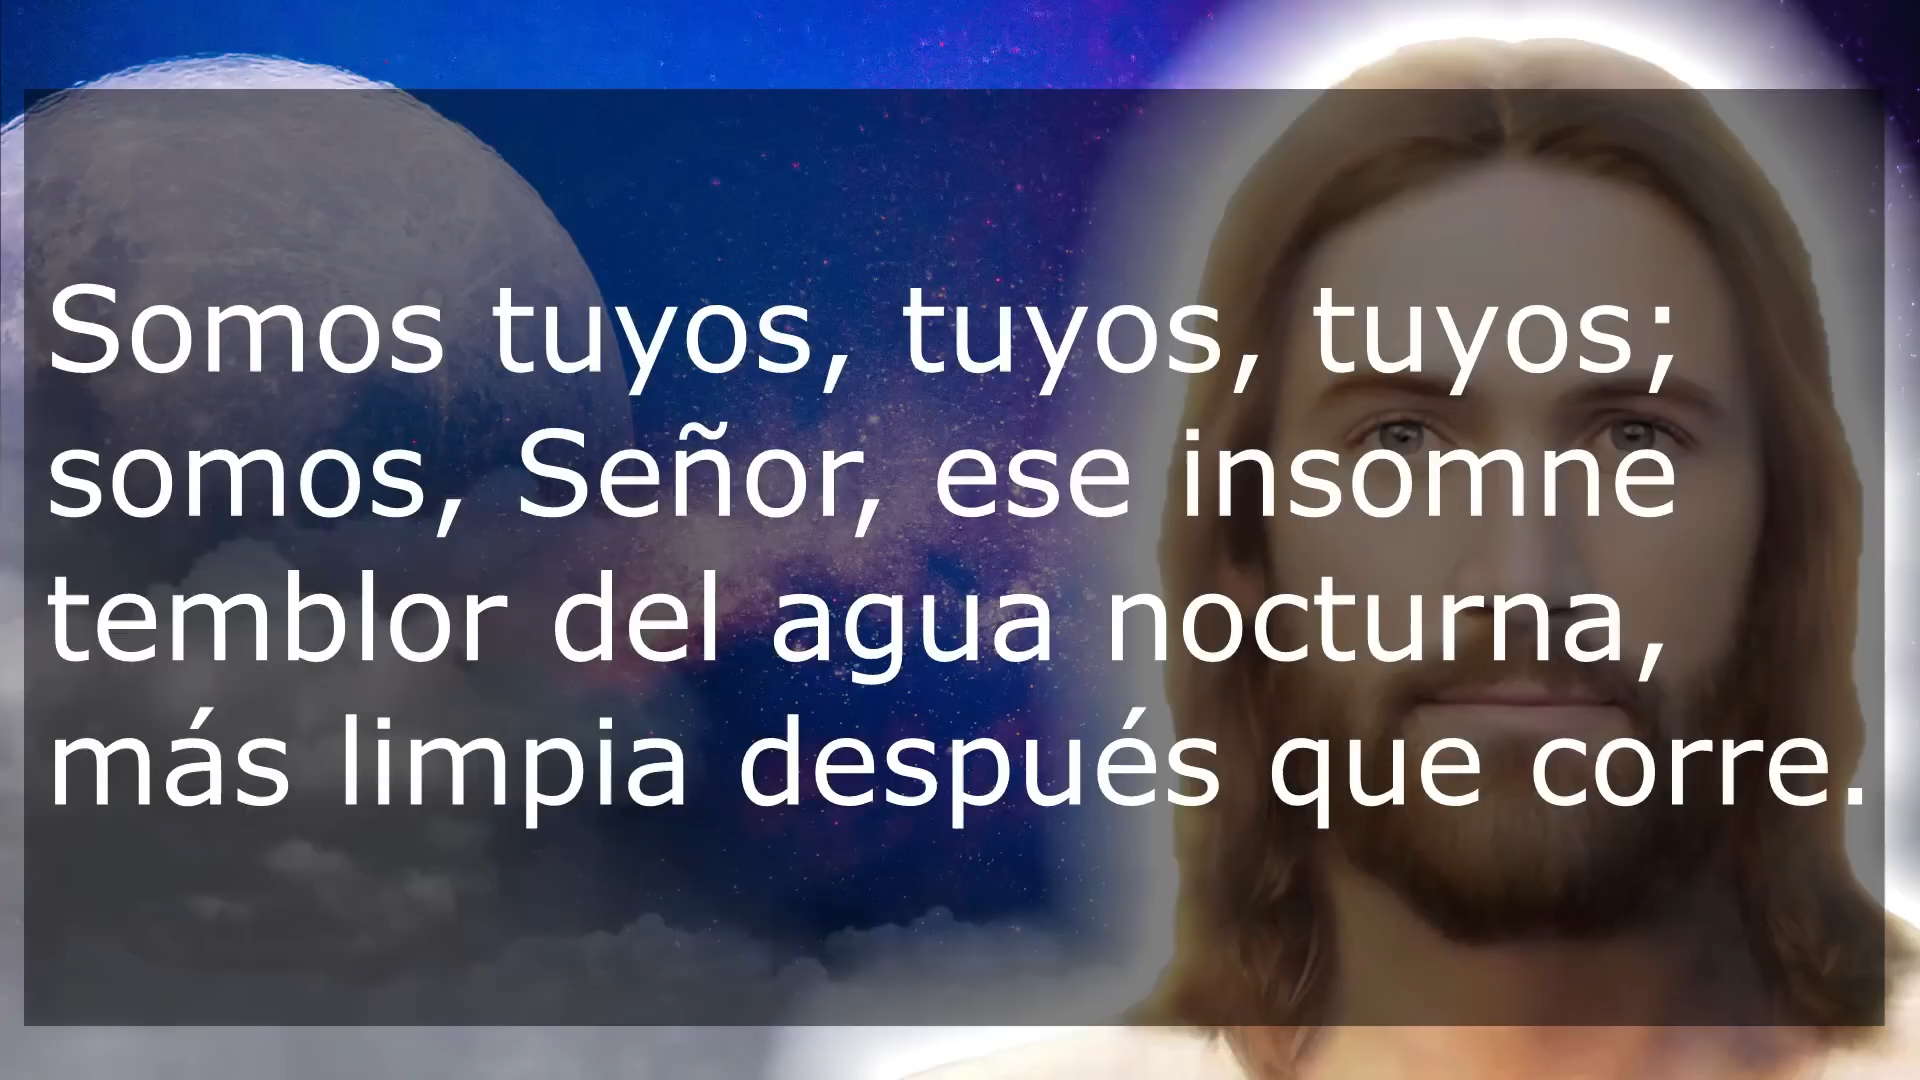 Somos tuyos, tuyos, tuyos;
somos, Señor, ese insomne
temblor del agua nocturna,
más limpia después que corre.